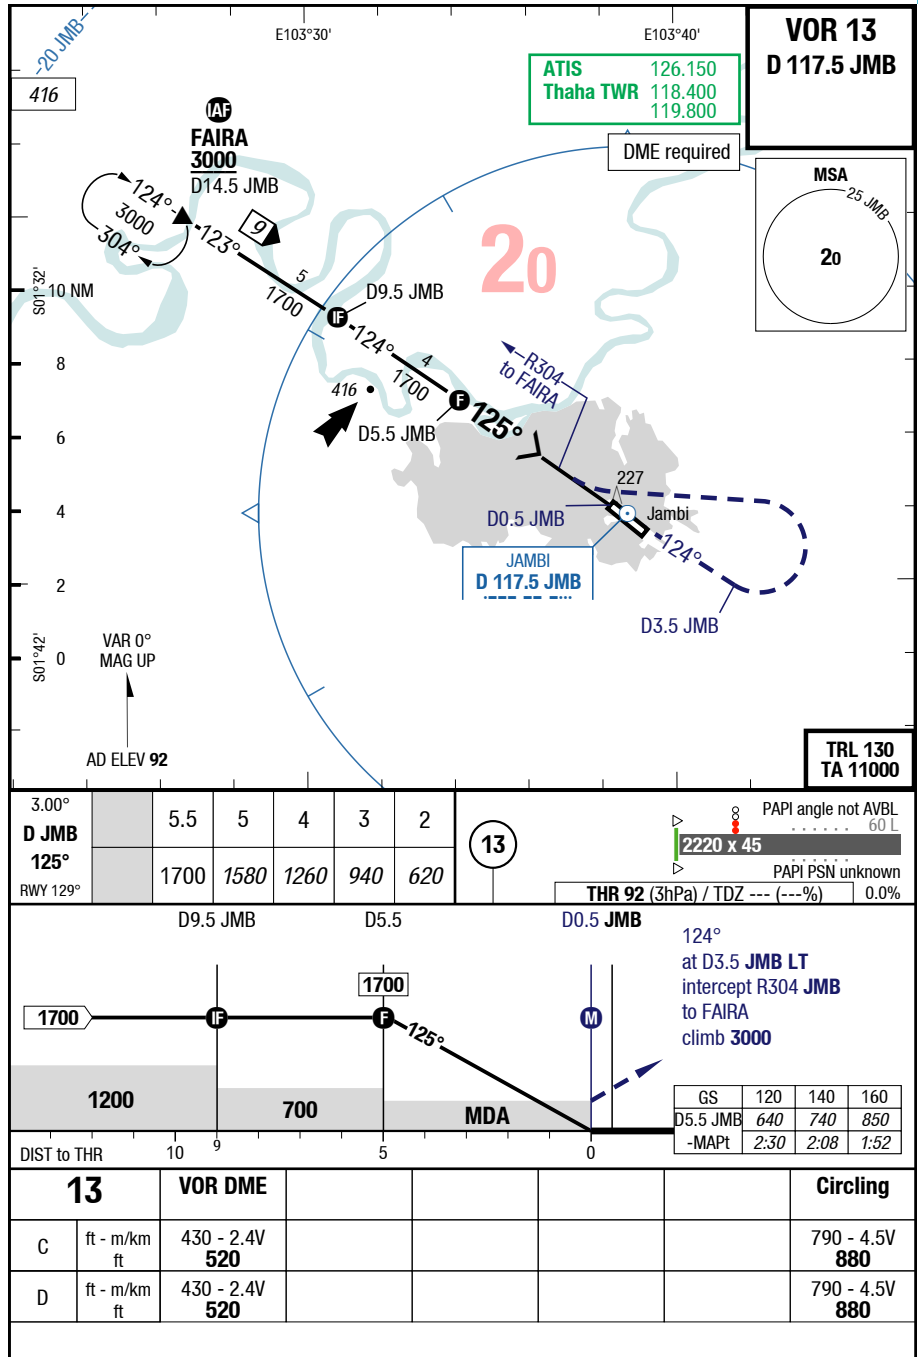 E103°30'
E103°40'
VOR 13
D 117.5 JMB
-20 JMB-
416
ATIS 126.150
Thaha TWR 118.400
119.800
DME required
IAF
FAIRA
3000
D14.5 JMB
MSA
25 JMB
20
124°
3000
304°
123°
9
20
5
1700
S01°32'
10 NM
D9.5 JMB
IF
124°
4
1700
R304
to FAIRA
8
416
F
125°
D5.5 JMB
6
227
4
D0.5 JMB
Jambi
124°
JAMBI
D 117.5 JMB
2
D3.5 JMB
S01°42'
0
VAR 0°
MAG UP
AD ELEV 92
TRL 130
TA 11000
3.00°
D JMB
125°
RWY 129°
5.5 5 4 3 2
1700 1580 1260 940 620
13
PAPI angle not AVBL
60 L
2220 x 45
PAPI PSN unknown
THR 92 (3hPa) / TDZ --- (---%) 0.0%
D9.5 JMB D5.5 D0.5 JMB
124°
at D3.5 JMB LT
intercept R304 JMB
to FAIRA
climb 3000
1700
1700
IF
F
125°
M
1200
700
MDA
GS 120 140 160
D5.5 JMB 640 740 850
-MAPt 2:30 2:08 1:52
DIST to THR 10 9 5 0
13 VOR DME Circling
C ft - m/km 430 - 2.4V 790 - 4.5V
ft 520 880
D ft - m/km 430 - 2.4V 790 - 4.5V
ft 520 880